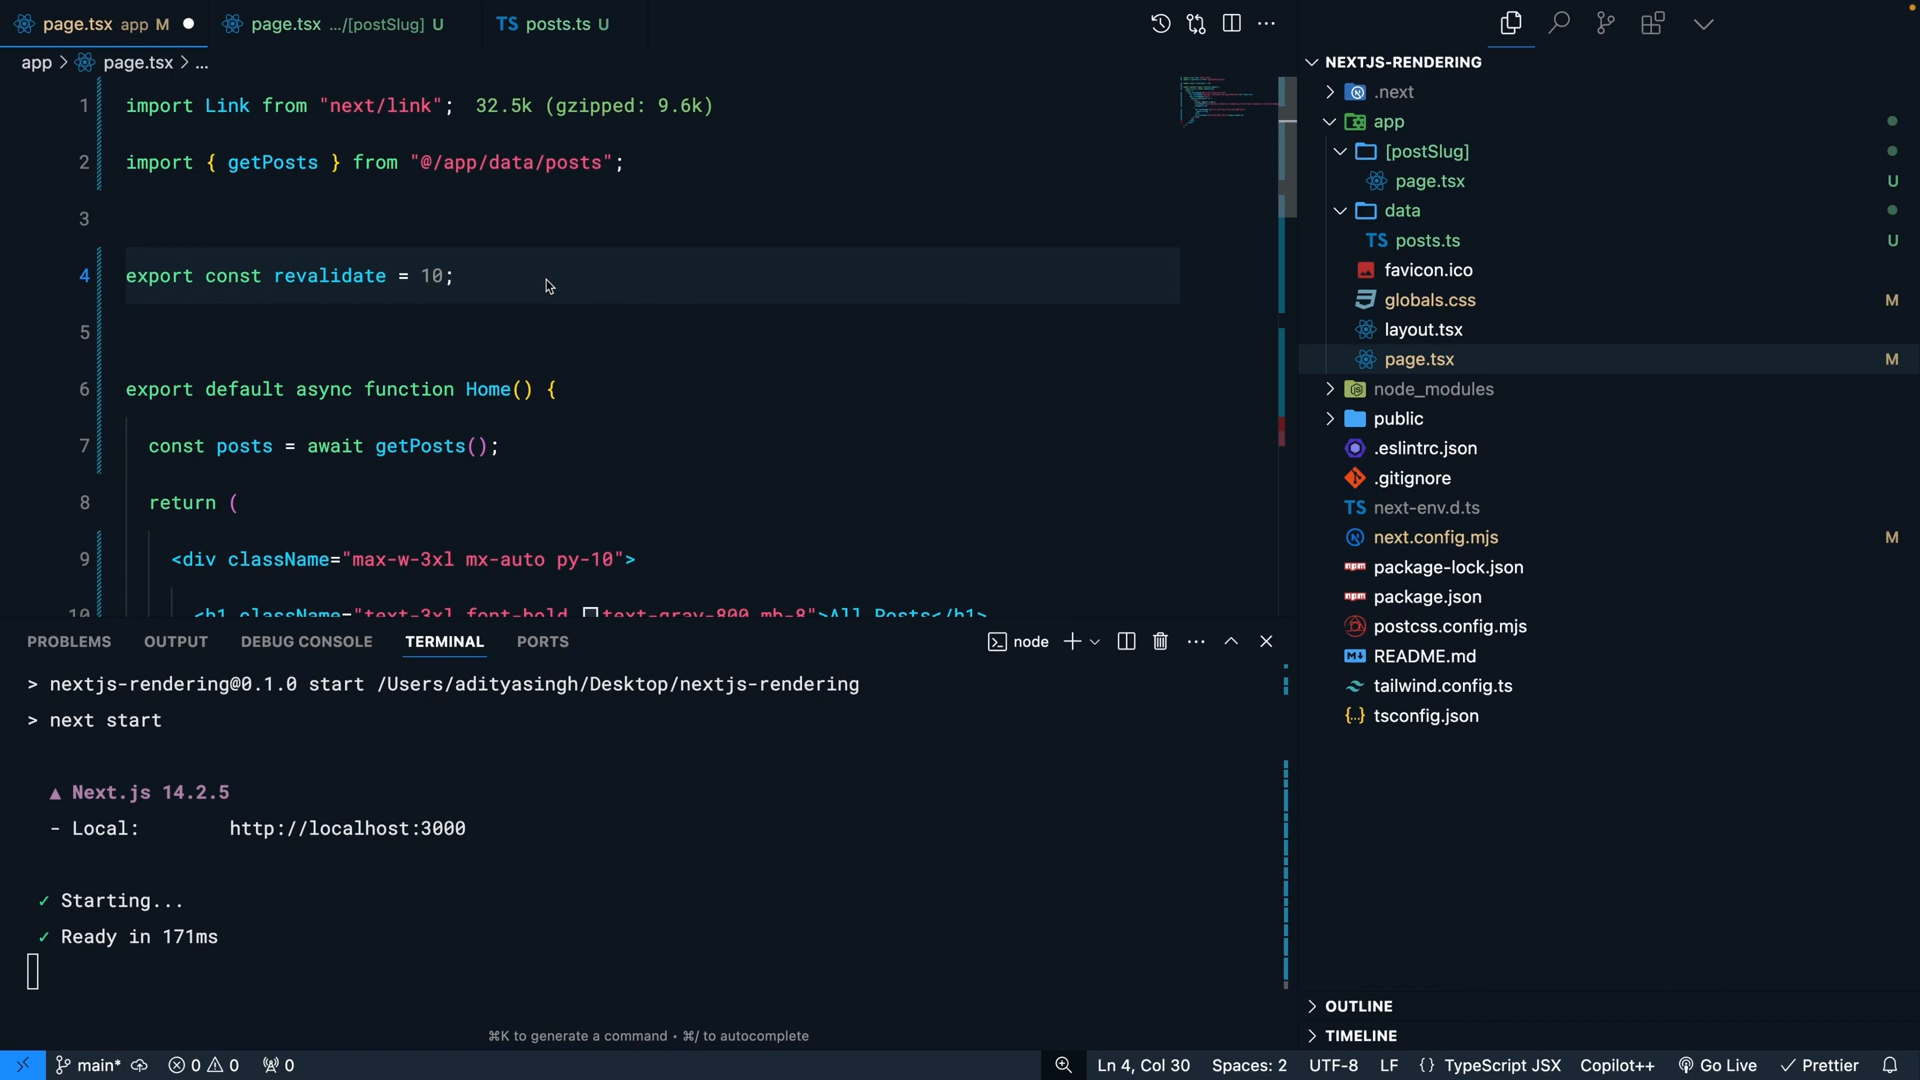 page.tsx app M
page.tsx .../[postSlug] U
TS posts.ts U
app > page.tsx > ...
1 import Link from "next/link"; 32.5k (gzipped: 9.6k)
2 import { getPosts } from "@/app/data/posts";
3
4 export const revalidate = 10;
5
6 export default async function Home() {
7 const posts = await getPosts();
8 return (
9 <div className="max-w-3xl mx-auto py-10">
10 <h1 className="text-3xl font-bold text-gray-800 mb-8">All Posts</h1>
PROBLEMS OUTPUT DEBUG CONSOLE TERMINAL PORTS
node
> nextjs-rendering@0.1.0 start /Users/adityasingh/Desktop/nextjs-rendering
> next start
▲ Next.js 14.2.5
- Local: http://localhost:3000
✓ Starting...
✓ Ready in 171ms
⌘K to generate a command • ⌘/ to autocomplete
NEXTJS-RENDERING
.next
app
[postSlug]
page.tsx U
data
TS posts.ts U
favicon.ico
globals.css M
layout.tsx
page.tsx M
node_modules
public
.eslintrc.json
.gitignore
TS next-env.d.ts
next.config.mjs M
npm package-lock.json
npm package.json
postcss.config.mjs
README.md
tailwind.config.ts
{..} tsconfig.json
OUTLINE
TIMELINE
main* 0 0 0
Ln 4, Col 30 Spaces: 2 UTF-8 LF {} TypeScript JSX Copilot++ Go Live ✓ Prettier